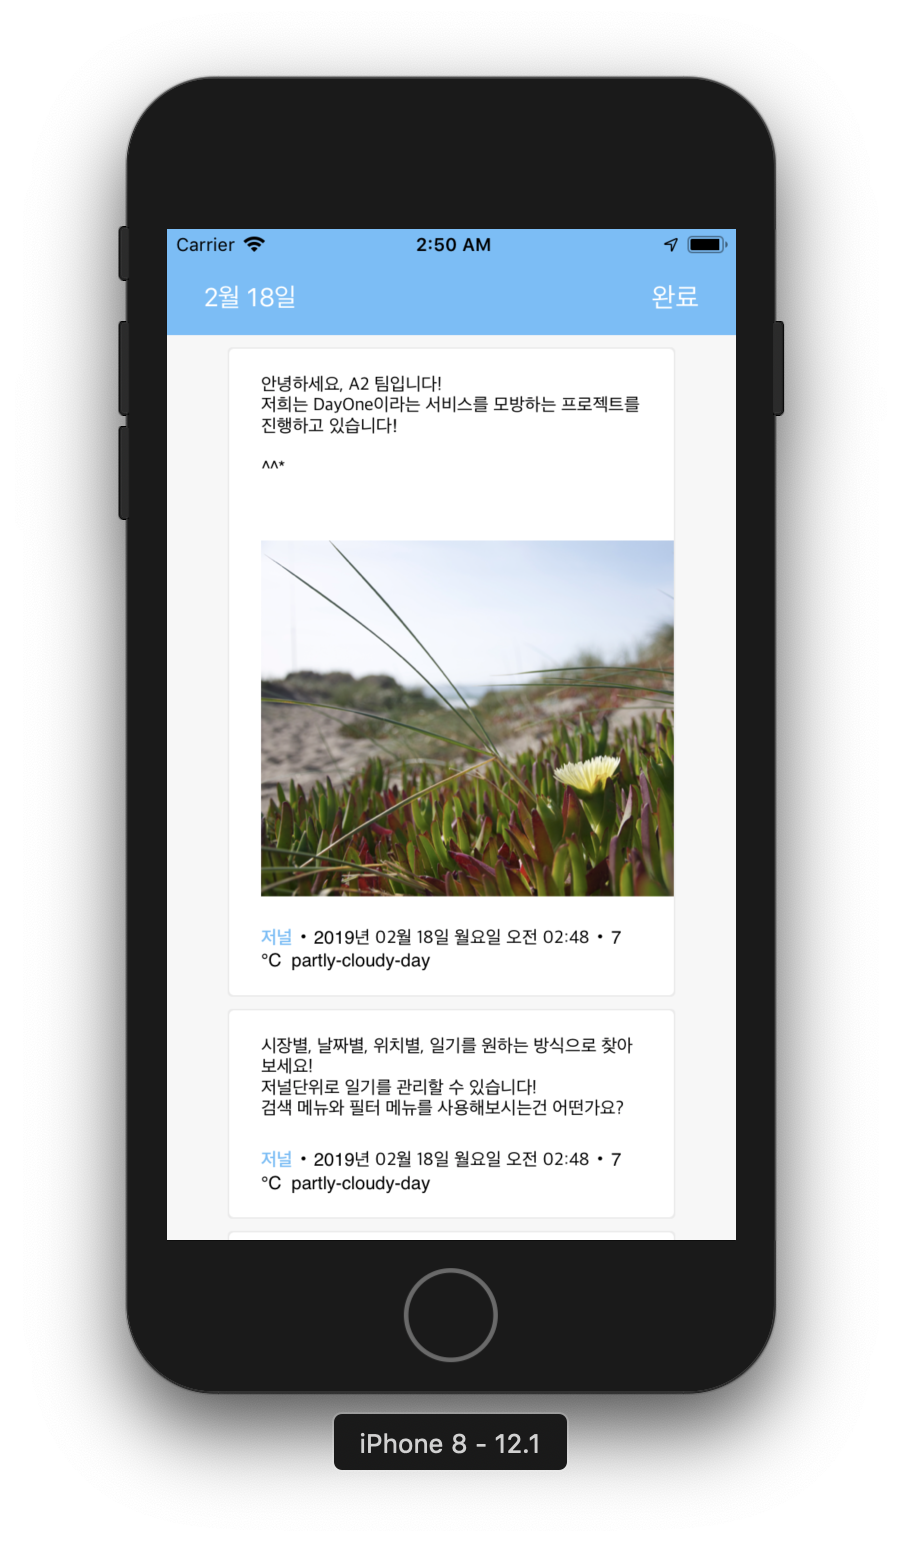 Carrier 2:50 AM
2월 18일 완료
안녕하세요, A2 팀입니다!
저희는 DayOne이라는 서비스를 모방하는 프로젝트를
진행하고 있습니다!
^^*
저널 • 2019년 02월 18일 월요일 오전 02:48 • 7
°C partly-cloudy-day
시장별, 날짜별, 위치별, 일기를 원하는 방식으로 찾아
보세요!
저널단위로 일기를 관리할 수 있습니다!
검색 메뉴와 필터 메뉴를 사용해보시는건 어떤가요?
저널 • 2019년 02월 18일 월요일 오전 02:48 • 7
°C partly-cloudy-day
iPhone 8 - 12.1